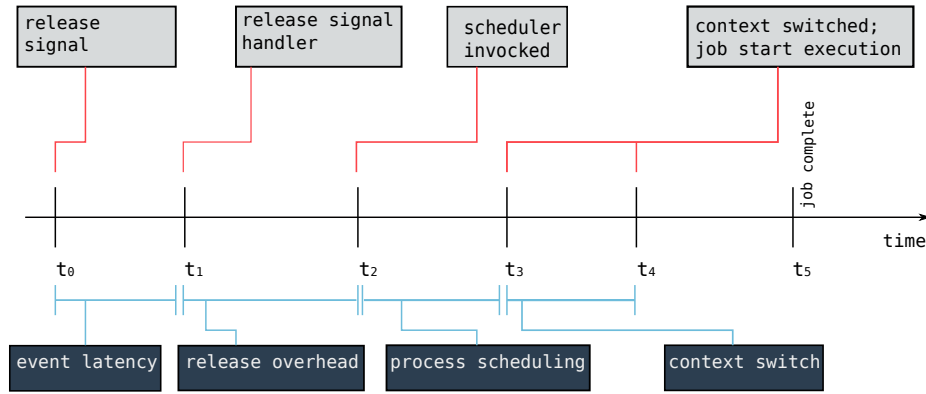 release
signal
release signal
handler
scheduler
invocked
context switched;
job start execution
job complete
time
t₀
t₁
t₂
t₃
t₄
t₅
event latency
release overhead
process scheduling
context switch